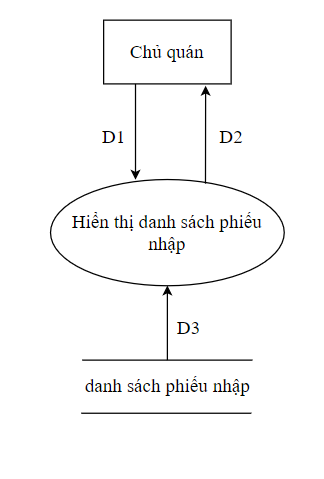 Chủ quán
D1
D2
Hiển thị danh sách phiếu
nhập
D3
danh sách phiếu nhập